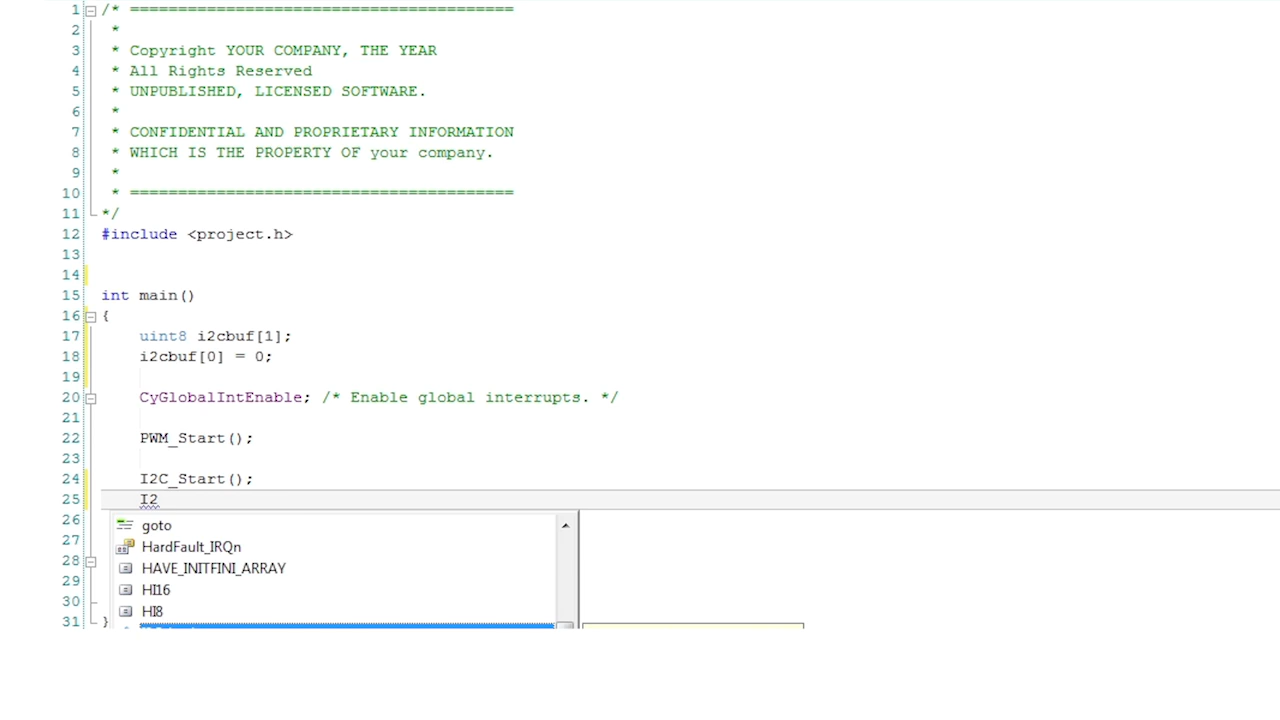 1 /* ========================================
2  *
3  * Copyright YOUR COMPANY, THE YEAR
4  * All Rights Reserved
5  * UNPUBLISHED, LICENSED SOFTWARE.
6  *
7  * CONFIDENTIAL AND PROPRIETARY INFORMATION
8  * WHICH IS THE PROPERTY OF your company.
9  *
10  * ========================================
11 */
12 #include <project.h>
13
14
15 int main()
16 {
17     uint8 i2cbuf[1];
18     i2cbuf[0] = 0;
19
20     CyGlobalIntEnable; /* Enable global interrupts. */
21
22     PWM_Start();
23
24     I2C_Start();
25     I2
26 goto
27 HardFault_IRQn
28 HAVE_INITFINI_ARRAY
29 HI16
30 HI8
31 }